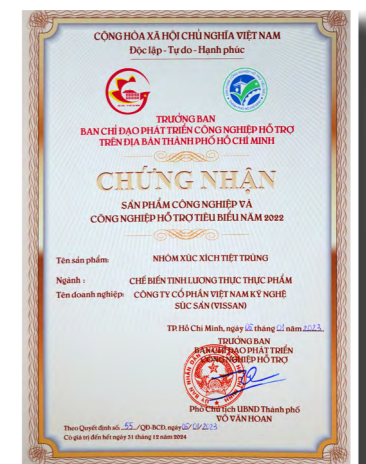 CỘNG HÒA XÃ HỘI CHỦ NGHĨA VIỆT NAM
Độc lập - Tự do - Hạnh phúc
TRƯỞNG BAN
BAN CHỈ ĐẠO PHÁT TRIỂN CÔNG NGHIỆP HỖ TRỢ
TRÊN ĐỊA BÀN THÀNH PHỐ HỒ CHÍ MINH
CHỨNG NHẬN
SẢN PHẨM CÔNG NGHIỆP VÀ
CÔNG NGHIỆP HỖ TRỢ TIÊU BIỂU NĂM 2022
Tên sản phẩm: NHÓM XÚC XÍCH TIỆT TRÙNG
Ngành : CHẾ BIẾN TINH LƯƠNG THỰC THỰC PHẨM
Tên doanh nghiệp: CÔNG TY CỔ PHẦN VIỆT NAM KỸ NGHỆ
SÚC SẢN (VISSAN)
TP. Hồ Chí Minh, ngày 05 tháng 01 năm 2023
TRƯỞNG BAN
BAN CHỈ ĐẠO PHÁT TRIỂN
CÔNG NGHIỆP HỖ TRỢ
Phó Chủ tịch UBND Thành phố
VÕ VĂN HOAN
Theo Quyết định số. 55 /QĐ-BCĐ, ngày 05/01/2023
Có giá trị đến hết ngày 31 tháng 12 năm 2024